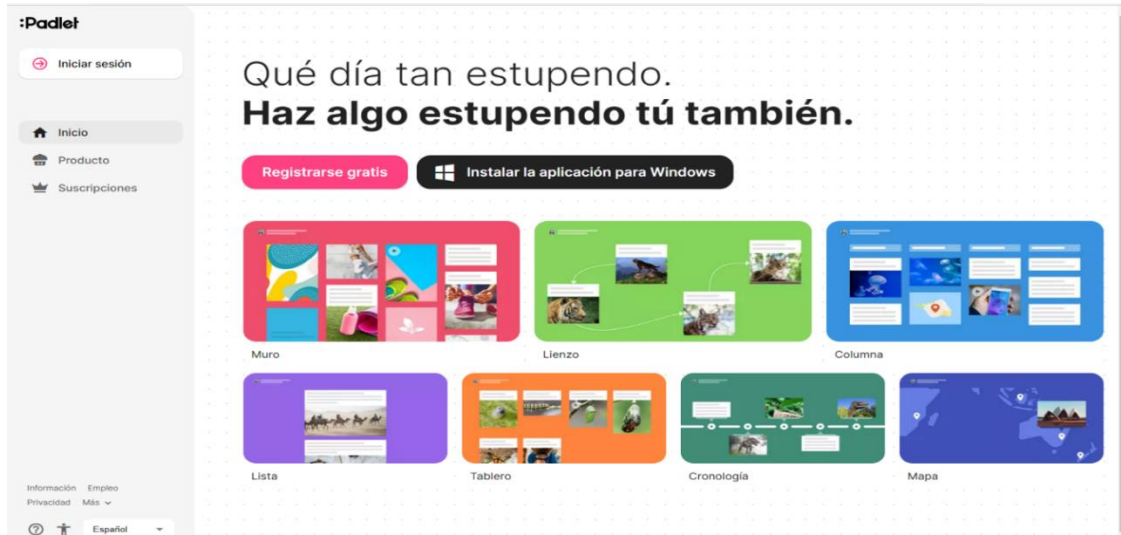 :Padlet
Iniciar sesión
Inicio
Producto
Suscripciones
Información Empleo
Privacidad Más
Español
Qué día tan estupendo.
Haz algo estupendo tú también.
Registrarse gratis
Instalar la aplicación para Windows
Muro
Lienzo
Columna
Lista
Tablero
Cronología
Mapa